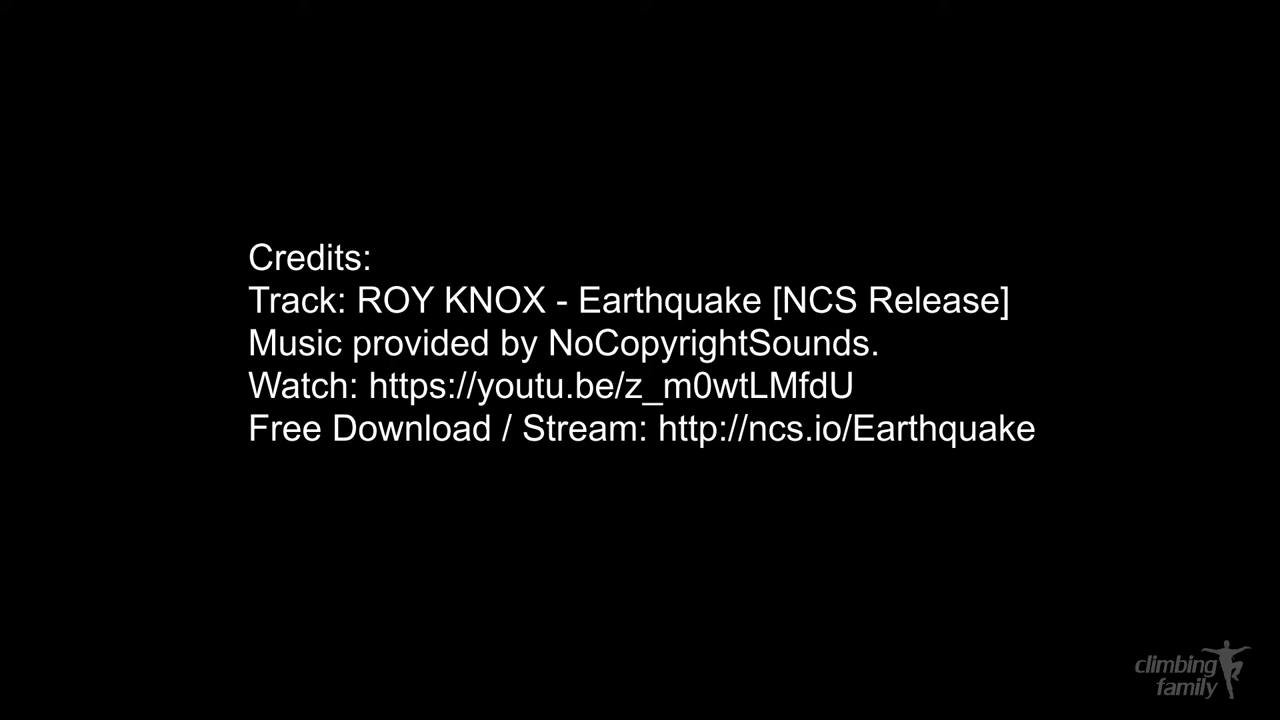 Credits:
Track: ROY KNOX - Earthquake [NCS Release]
Music provided by NoCopyrightSounds.
Watch: https://youtu.be/z_m0wtLMfdU
Free Download / Stream: http://ncs.io/Earthquake
climbing
family